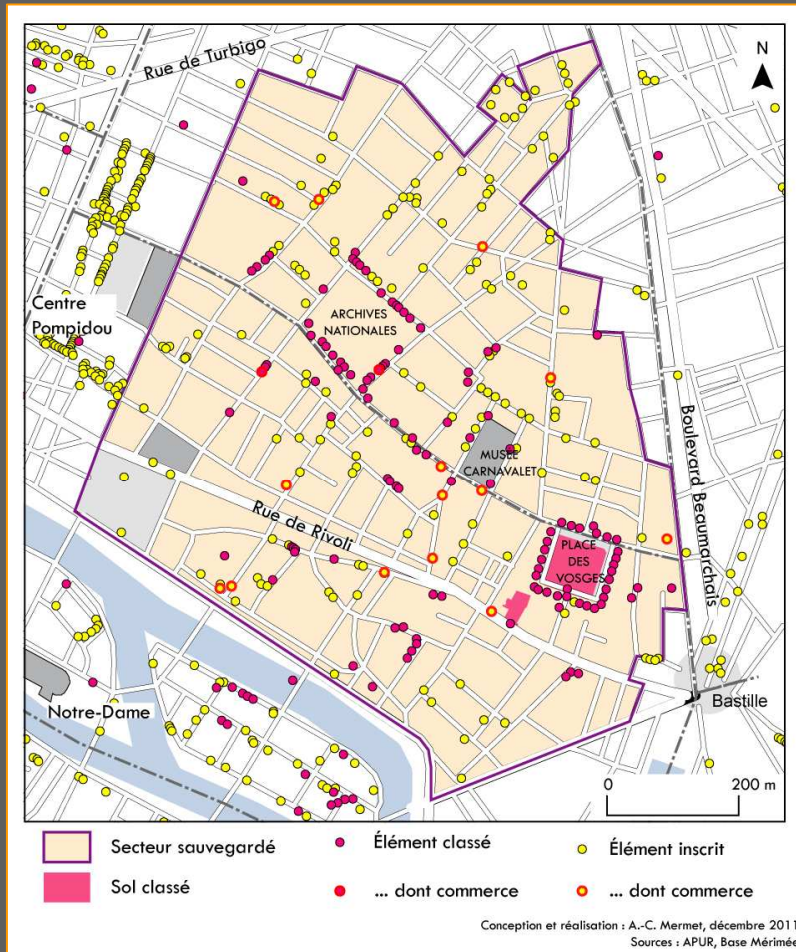 Rue de Turbigo
N
Centre
Pompidou
ARCHIVES
NATIONALES
MUSÉE
CARNAVALET
Boulevard Beaumarchais
Rue de Rivoli
PLACE
DES
VOSGES
Notre-Dame
Bastille
0 200 m
Secteur sauvegardé
Élément classé
Élément inscrit
Sol classé
... dont commerce
... dont commerce
Conception et réalisation : A.-C. Mermet, décembre 2011
Sources : APUR, Base Mérimée